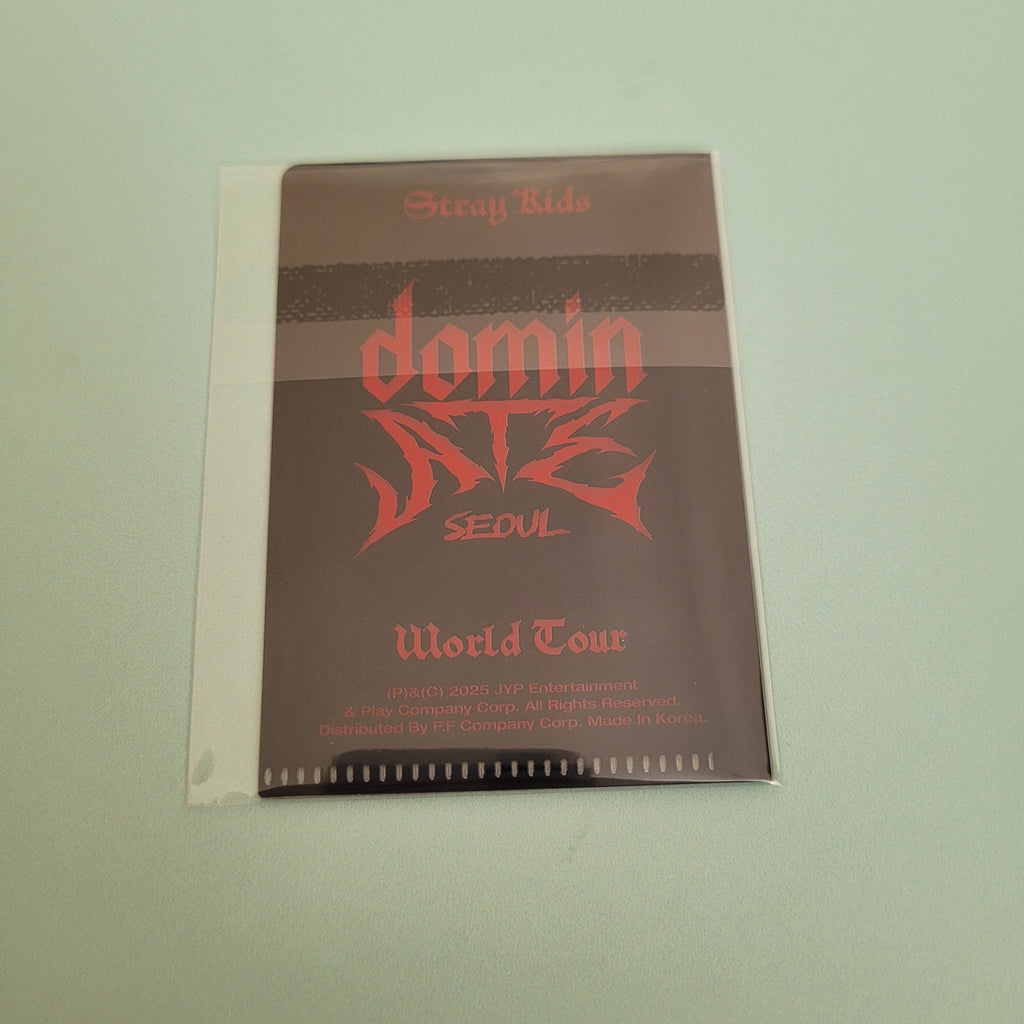 Stray Kids
domin
ATE
SEOUL
World Tour
(P)&(C) 2025 JYP Entertainment
& Play Company Corp. All Rights Reserved.
Distributed By F.F Company Corp. Made In Korea.